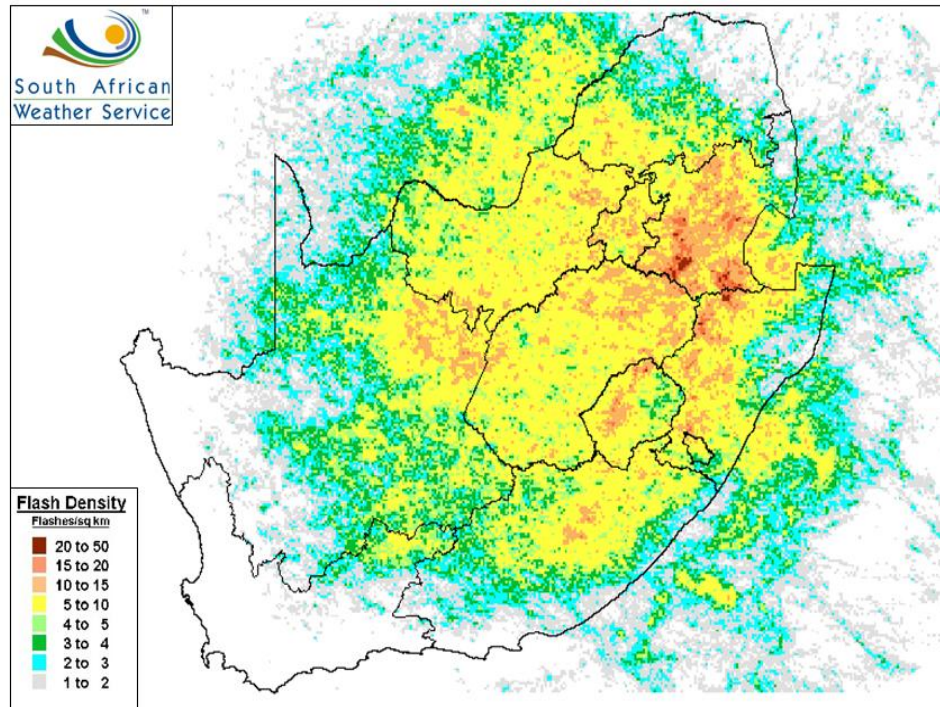 TM
South African
Weather Service
Flash Density
Flashes/sq km
20 to 50
15 to 20
10 to 15
5 to 10
4 to 5
3 to 4
2 to 3
1 to 2